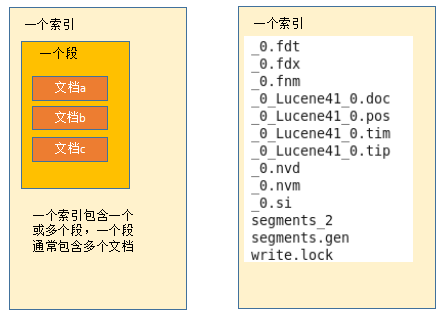 一个索引
一个段
文档a
文档b
文档c
一个索引包含一个
或多个段，一个段
通常包含多个文档
一个索引
_0.fdt
_0.fdx
_0.fnm
_0_Lucene41_0.doc
_0_Lucene41_0.pos
_0_Lucene41_0.tim
_0_Lucene41_0.tip
_0.nvd
_0.nvm
_0.si
segments_2
segments.gen
write.lock